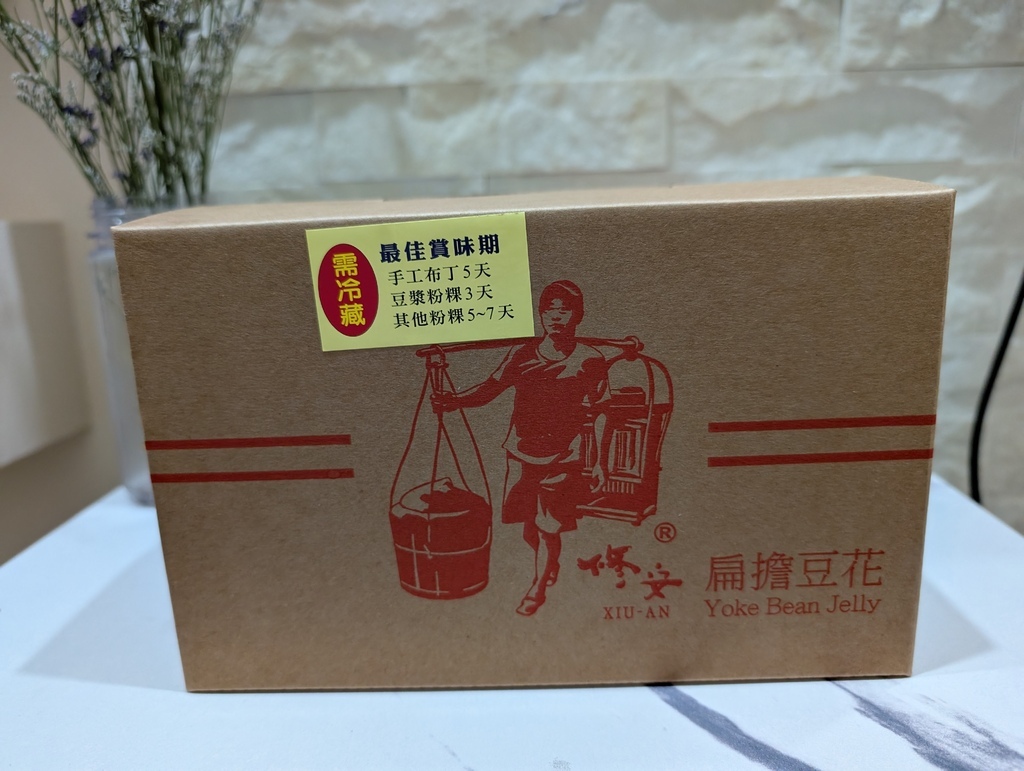 需冷藏
最佳賞味期
手工布丁5天
豆漿粉粿3天
其他粉粿5~7天
®
修安
XIU-AN
扁擔豆花
Yoke Bean Jelly